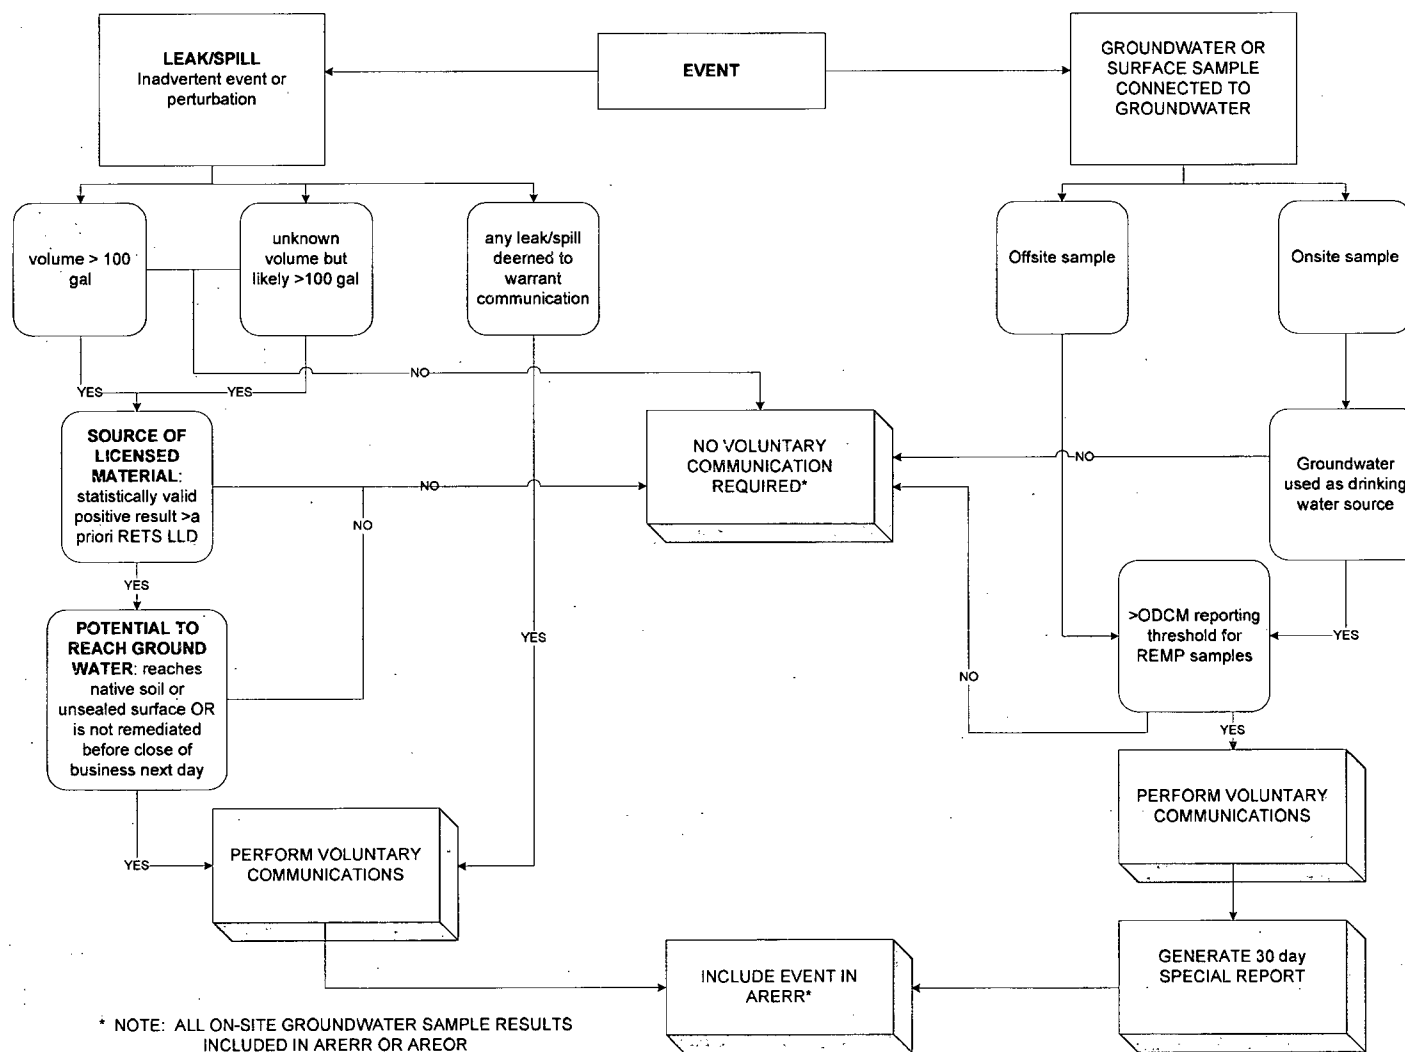 LEAK/SPILL
Inadvertent event or
perturbation
EVENT
GROUNDWATER OR
SURFACE SAMPLE
CONNECTED TO
GROUNDWATER
volume > 100
gal
unknown
volume but
likely >100 gal
any leak/spill
deemed to
warrant
communication
Offsite sample
Onsite sample
NO
YES
YES
SOURCE OF
LICENSED
MATERIAL:
statistically valid
positive result >a
priori RETS LLD
NO
NO
NO VOLUNTARY
COMMUNICATION
REQUIRED*
NO
Groundwater
used as drinking
water source
YES
POTENTIAL TO
REACH GROUND
WATER: reaches
native soil or
unsealed surface OR
is not remediated
before close of
business next day
YES
>ODCM reporting
threshold for
REMP samples
YES
NO
YES
YES
PERFORM VOLUNTARY
COMMUNICATIONS
PERFORM VOLUNTARY
COMMUNICATIONS
INCLUDE EVENT IN
ARERR*
GENERATE 30 day
SPECIAL REPORT
* NOTE: ALL ON-SITE GROUNDWATER SAMPLE RESULTS
INCLUDED IN ARERR OR AREOR